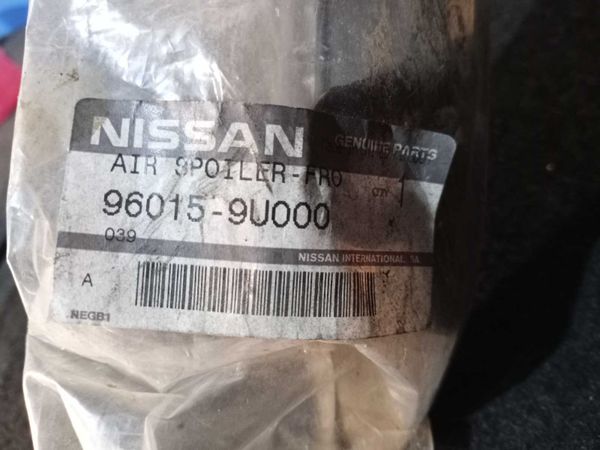 NISSAN GENUINE PARTS
AIR SPOILER-FRO QTY 1
96015-9U000
039
NISSAN INTERNATIONAL SA
A
NEGB1